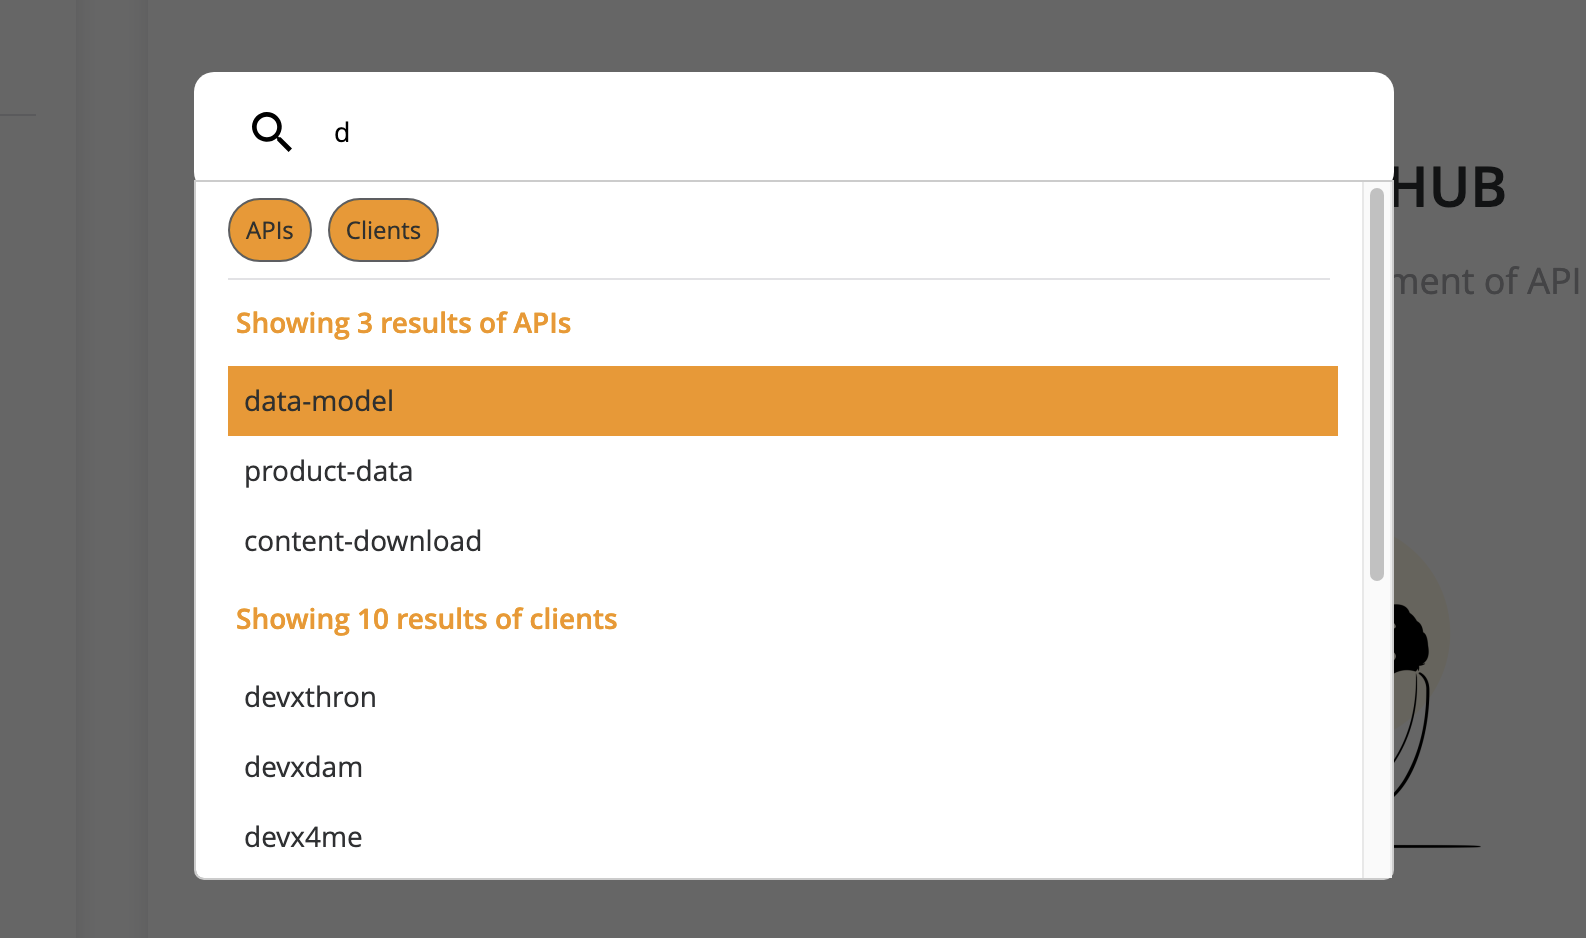 d
HUB
APIs Clients
ment of API
Showing 3 results of APIs
data-model
product-data
content-download
Showing 10 results of clients
devxthron
devxdam
devx4me